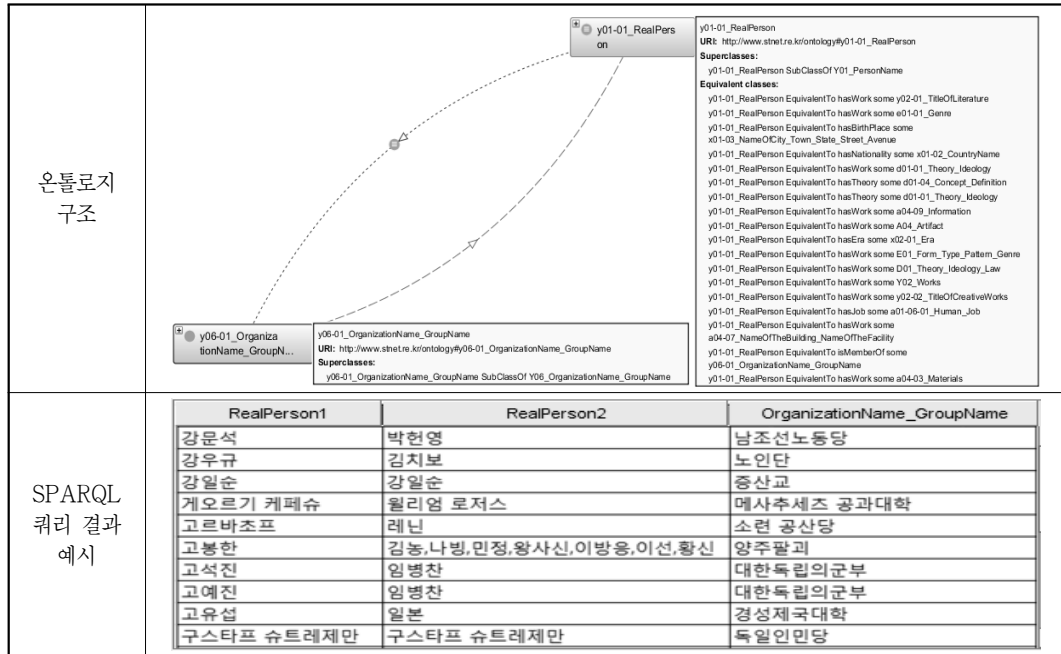 온톨로지
구조
y01-01_RealPers
on
y01-01_RealPerson
URI: http://www.stnet.re.kr/ontology#y01-01_RealPerson
Superclasses:
y01-01_RealPerson SubClassOf Y01_PersonName
Equivalent classes:
y01-01_RealPerson EquivalentTo hasWork some y02-01_TitleOfLiterature
y01-01_RealPerson EquivalentTo hasWork some e01-01_Genre
y01-01_RealPerson EquivalentTo hasBirthPlace some
x01-03_NameOfCity_Town_State_Street_Avenue
y01-01_RealPerson EquivalentTo hasNationality some x01-02_CountryName
y01-01_RealPerson EquivalentTo hasWork some d01-01_Theory_Ideology
y01-01_RealPerson EquivalentTo hasTheory some d01-04_Concept_Definition
y01-01_RealPerson EquivalentTo hasTheory some d01-01_Theory_Ideology
y01-01_RealPerson EquivalentTo hasWork some a04-09_Information
y01-01_RealPerson EquivalentTo hasWork some A04_Artifact
y01-01_RealPerson EquivalentTo hasEra some x02-01_Era
y01-01_RealPerson EquivalentTo hasWork some E01_Form_Type_Pattern_Genre
y01-01_RealPerson EquivalentTo hasWork some D01_Theory_Ideology_Law
y01-01_RealPerson EquivalentTo hasWork some Y02_Works
y01-01_RealPerson EquivalentTo hasWork some y02-02_TitleOfCreativeWorks
y01-01_RealPerson EquivalentTo hasJob some a01-06-01_Human_Job
y01-01_RealPerson EquivalentTo hasWork some
a04-07_NameOfTheBuilding_NameOfTheFacility
y01-01_RealPerson EquivalentTo isMemberOf some
y06-01_OrganizationName_GroupName
y01-01_RealPerson EquivalentTo hasWork some a04-03_Materials
y06-01_Organiza
tionName_GroupN...
y06-01_OrganizationName_GroupName
URI: http://www.stnet.re.kr/ontology#y06-01_OrganizationName_GroupName
Superclasses:
y06-01_OrganizationName_GroupName SubClassOf Y06_OrganizationName_GroupName
SPARQL
쿼리 결과
예시
RealPerson1 RealPerson2 OrganizationName_GroupName
강문석 박헌영 남조선노동당
강우규 김치보 노인단
강일순 강일순 증산교
게오르기 케페슈 윌리엄 로저스 메사추세츠 공과대학
고르바초프 레닌 소련 공산당
고봉한 김농,나빙,민정,왕사신,이방응,이선,황신 양주팔괴
고석진 임병찬 대한독립의군부
고예진 임병찬 대한독립의군부
고유섭 일본 경성제국대학
구스타프 슈트레제만 구스타프 슈트레제만 독일인민당